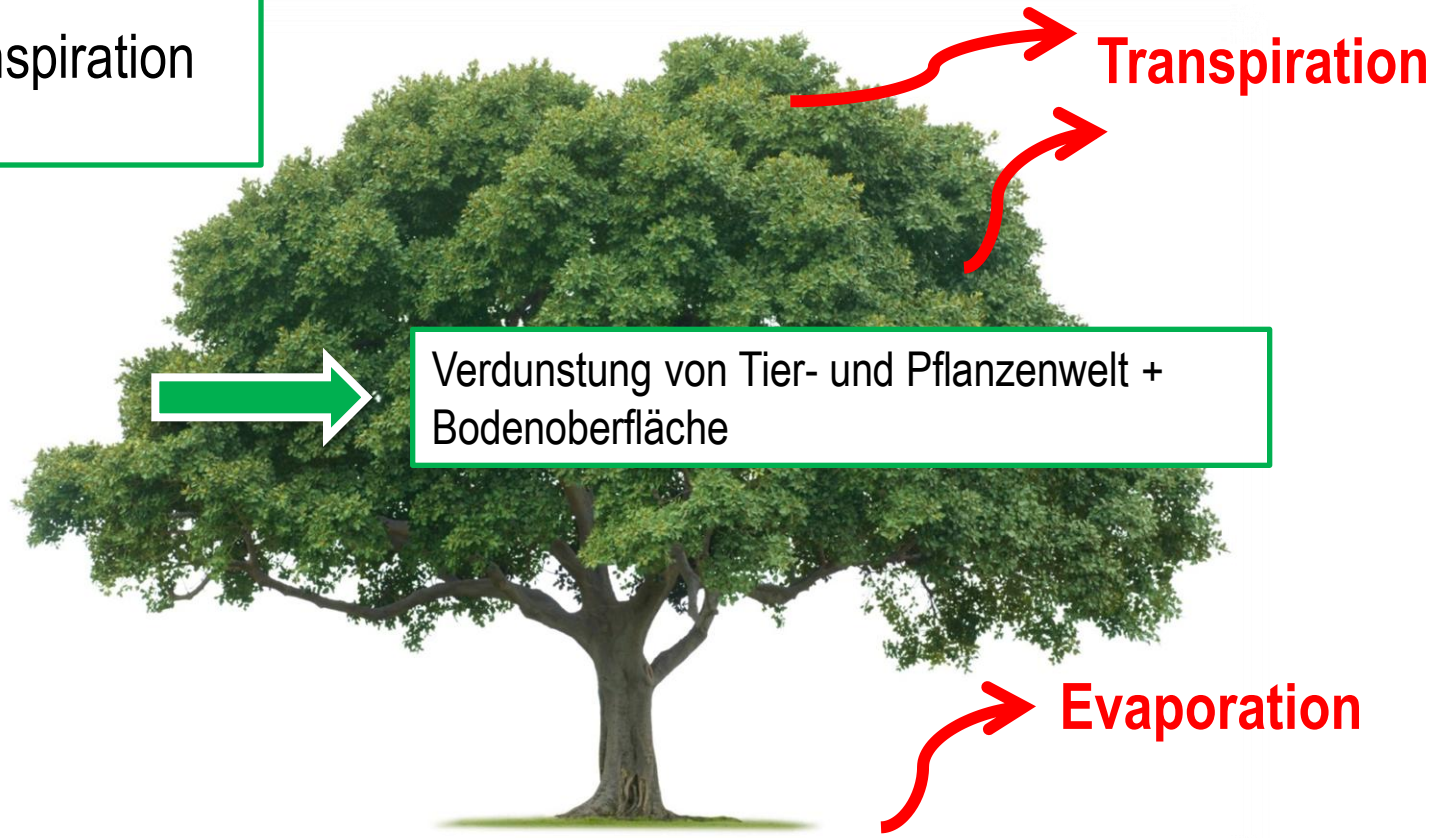 nspiration
Transpiration
Verdunstung von Tier- und Pflanzenwelt +
Bodenoberfläche
Evaporation